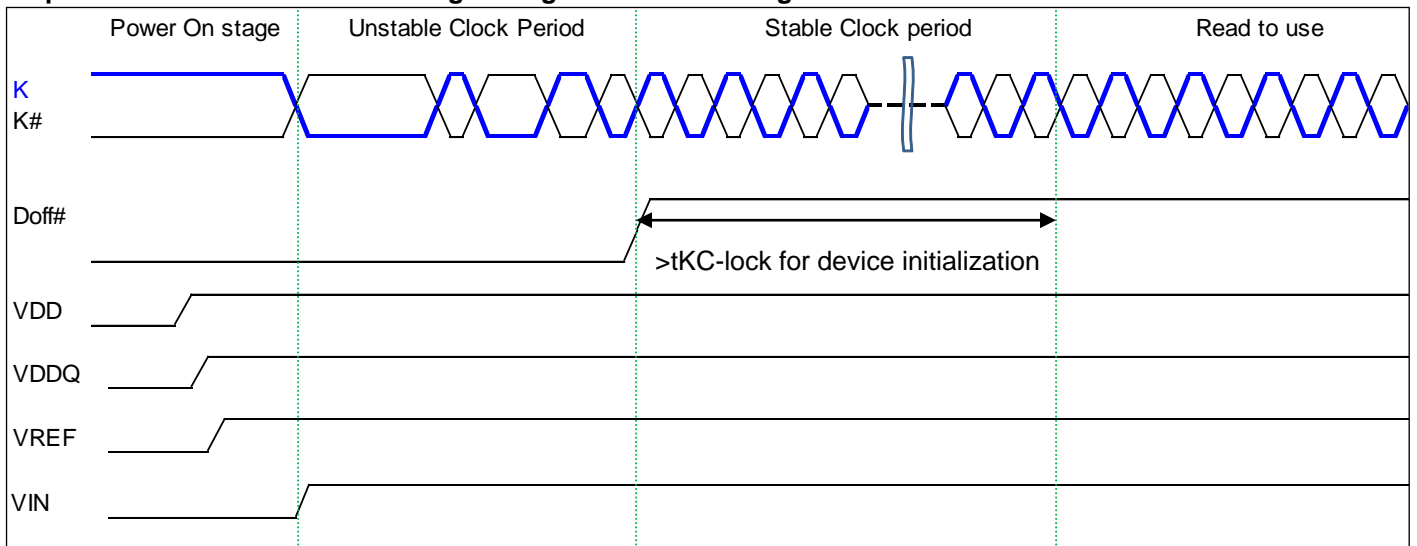 Power On stage Unstable Clock Period Stable Clock period Read to use
K
K#
Doff#
>tKC-lock for device initialization
VDD
VDDQ
VREF
VIN